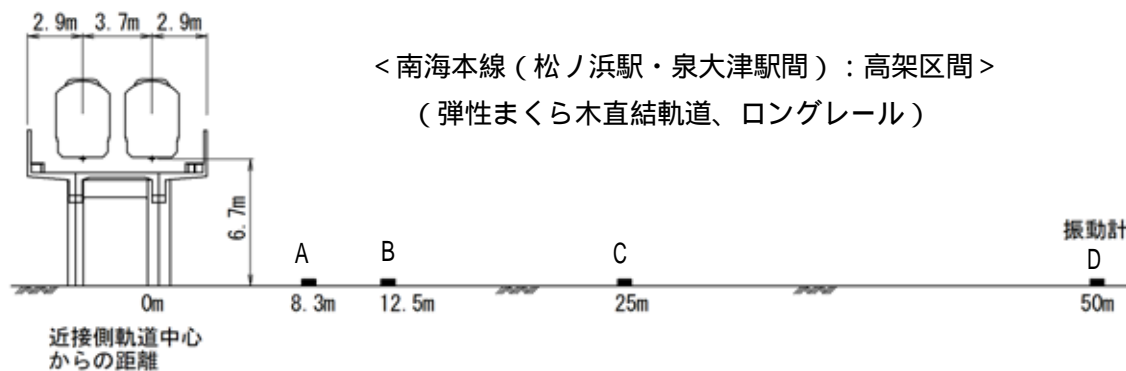 2.9m 3.7m 2.9m
<南海本線(松ノ浜駅・泉大津駅間):高架区間>
(弾性まくら木直結軌道、ロングレール)
6.7m
A B C 振動計 D
0m 8.3m 12.5m 25m 50m
近接側軌道中心
からの距離